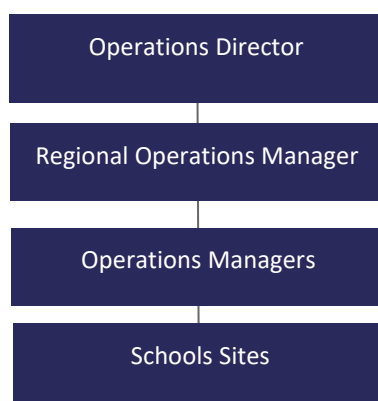 Operations Director
Regional Operations Manager
Operations Managers
Schools Sites